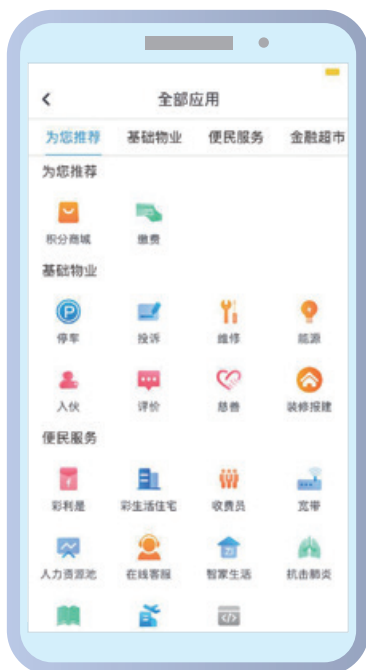 全部应用
为您推荐 基础物业 便民服务 金融超市
为您推荐
积分商城 缴费
基础物业
停车 投诉 维修 能源
入伙 评价 慈善 装修报建
便民服务
彩利是 彩生活住宅 收费员 宽带
人力资源池 在线客服 智家生活 抗击肺炎